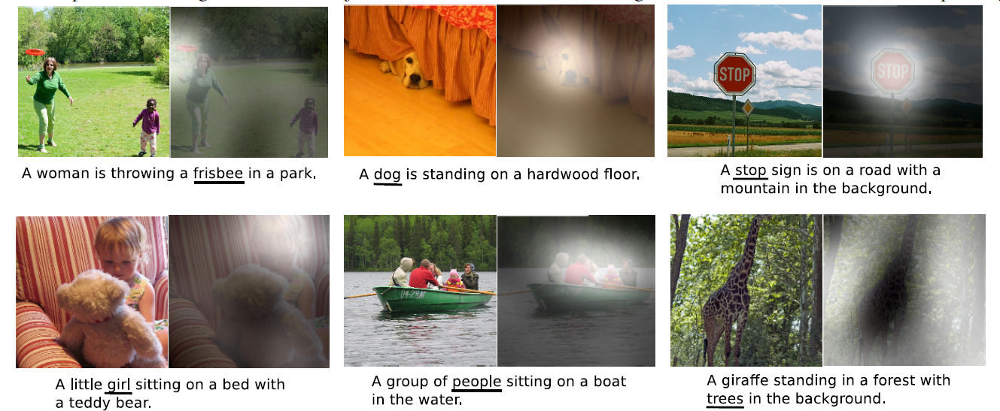 A woman is throwing a frisbee in a park.
A dog is standing on a hardwood floor.
STOP
STOP
A stop sign is on a road with a
mountain in the background.
A little girl sitting on a bed with
a teddy bear.
A group of people sitting on a boat
in the water.
A giraffe standing in a forest with
trees in the background.